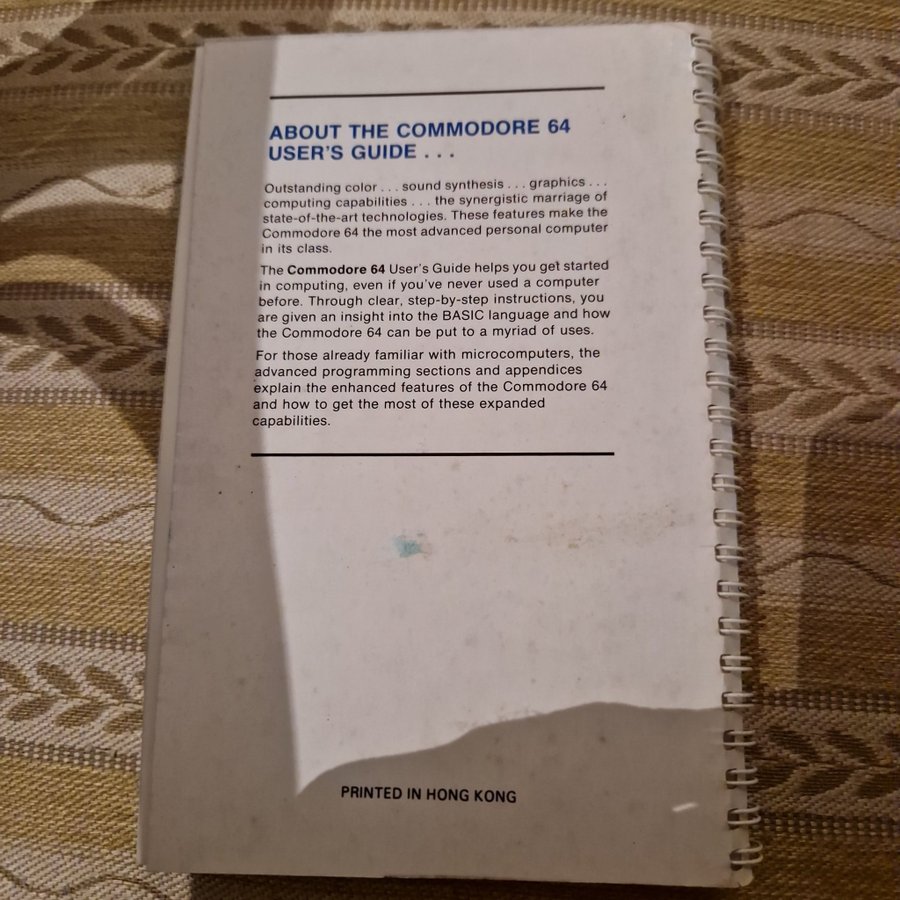 ABOUT THE COMMODORE 64
USER'S GUIDE . . .
Outstanding color . . . sound synthesis . . . graphics . . .
computing capabilities . . . the synergistic marriage of
state-of-the-art technologies. These features make the
Commodore 64 the most advanced personal computer
in its class.
The Commodore 64 User's Guide helps you get started
in computing, even if you've never used a computer
before. Through clear, step-by-step instructions, you
are given an insight into the BASIC language and how
the Commodore 64 can be put to a myriad of uses.
For those already familiar with microcomputers, the
advanced programming sections and appendices
explain the enhanced features of the Commodore 64
and how to get the most of these expanded
capabilities.
PRINTED IN HONG KONG